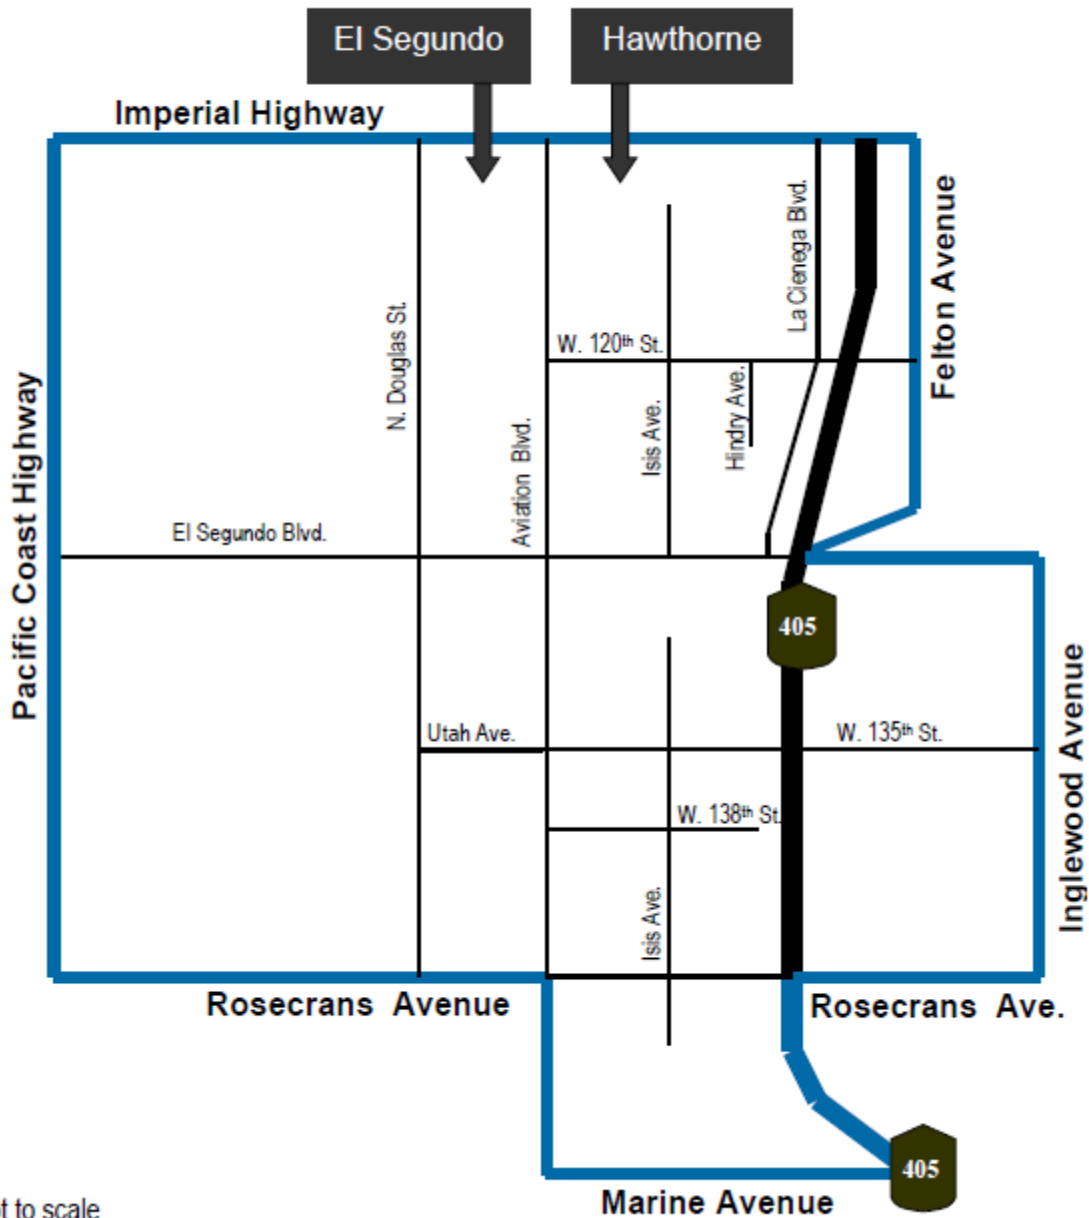 El Segundo
Hawthorne
Imperial Highway
La Cienega Blvd.
Felton Avenue
N. Douglas St.
W. 120th St.
Pacific Coast Highway
Aviation Blvd.
Isis Ave.
Hindry Ave.
El Segundo Blvd.
405
Inglewood Avenue
Utah Ave.
W. 135th St.
W. 138th St.
Isis Ave.
Rosecrans Avenue
Rosecrans Ave.
405
Marine Avenue
to scale